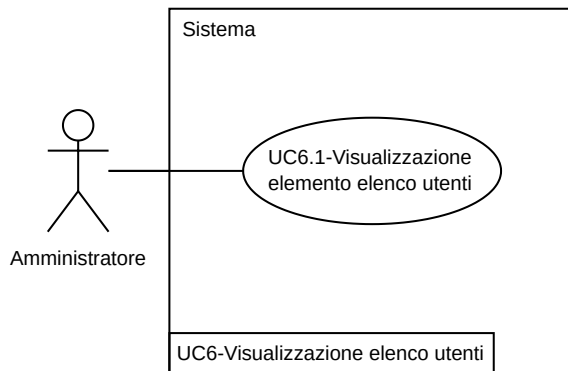 Sistema
UC6.1-Visualizzazione
elemento elenco utenti
Amministratore
UC6-Visualizzazione elenco utenti